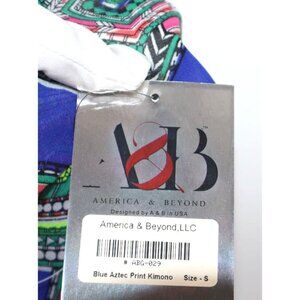 A&B
AMERICA & BEYOND
Designed by A & B in USA
America & Beyond,LLC
# ABG-029
Blue Aztec Print Kimono Size - S